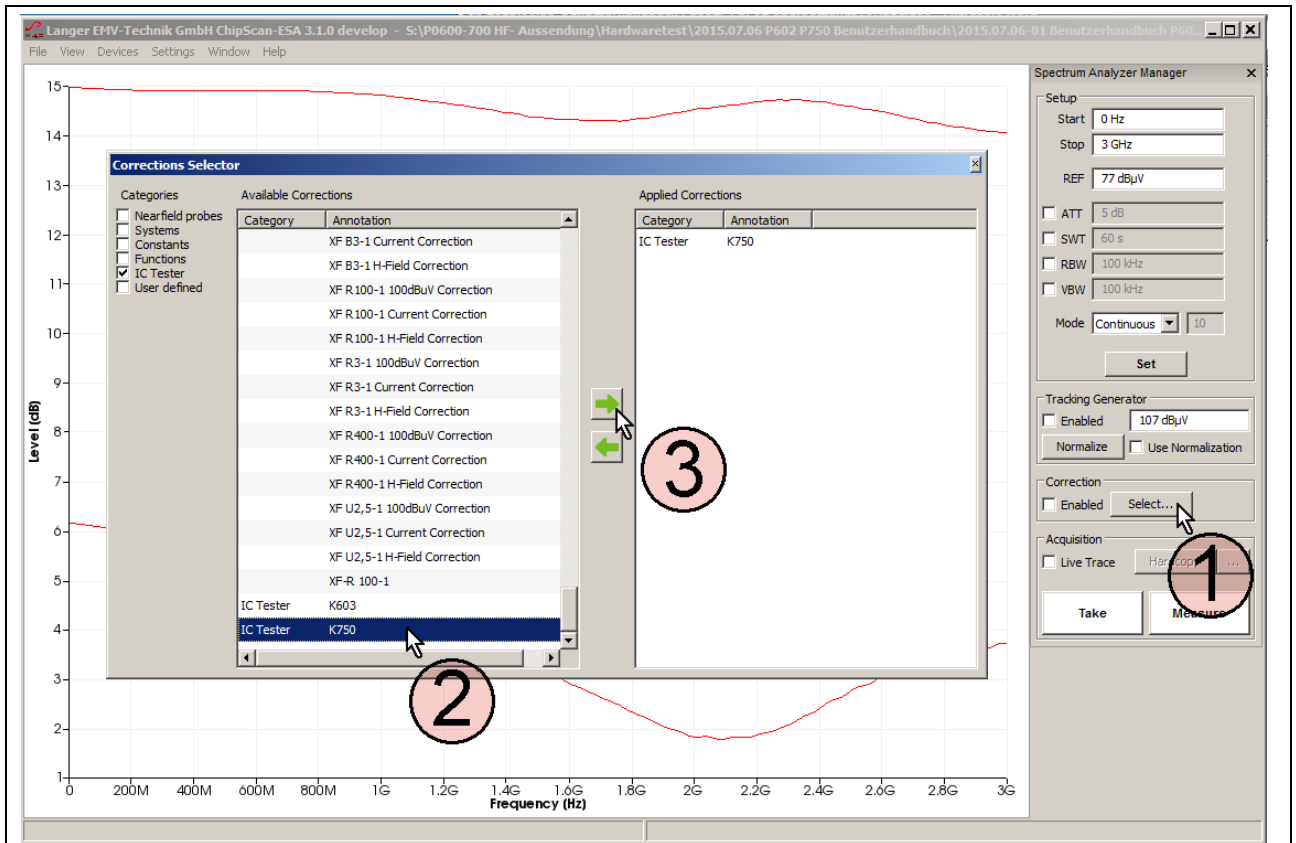 Langer EMV-Technik GmbH ChipScan-ESA 3.1.0 develop - S:\P0600-700 HF- Aussendung\Hardwaretest\2015.07.06 P602 P750 Benutzerhandbuch\2015.07.06-01 Benutzerhandbuch P60...
File View Devices Settings Window Help
15
14
13
12
11
10
9
8
7
6
5
4
3
2
1
Level (dB)
0 200M 400M 600M 800M 1G 1.2G 1.4G 1.6G 1.8G 2G 2.2G 2.4G 2.6G 2.8G 3G
Frequency (Hz)
Corrections Selector
Categories
Nearfield probes
Systems
Constants
Functions
IC Tester
User defined
Available Corrections
Category Annotation
XF B3-1 Current Correction
XF B3-1 H-Field Correction
XF R100-1 100dBuV Correction
XF R100-1 Current Correction
XF R100-1 H-Field Correction
XF R3-1 100dBuV Correction
XF R3-1 Current Correction
XF R3-1 H-Field Correction
XF R400-1 100dBuV Correction
XF R400-1 Current Correction
XF R400-1 H-Field Correction
XF U2,5-1 100dBuV Correction
XF U2,5-1 Current Correction
XF U2,5-1 H-Field Correction
XF-R 100-1
IC Tester K603
IC Tester K750
2
3
Applied Corrections
Category Annotation
IC Tester K750
Spectrum Analyzer Manager
Setup
Start 0 Hz
Stop 3 GHz
REF 77 dBµV
ATT 5 dB
SWT 60 s
RBW 100 kHz
VBW 100 kHz
Mode Continuous 10
Set
Tracking Generator
Enabled 107 dBµV
Normalize Use Normalization
Correction
Enabled Select...
1
Acquisition
Live Trace Hardcopy ...
Take Measure